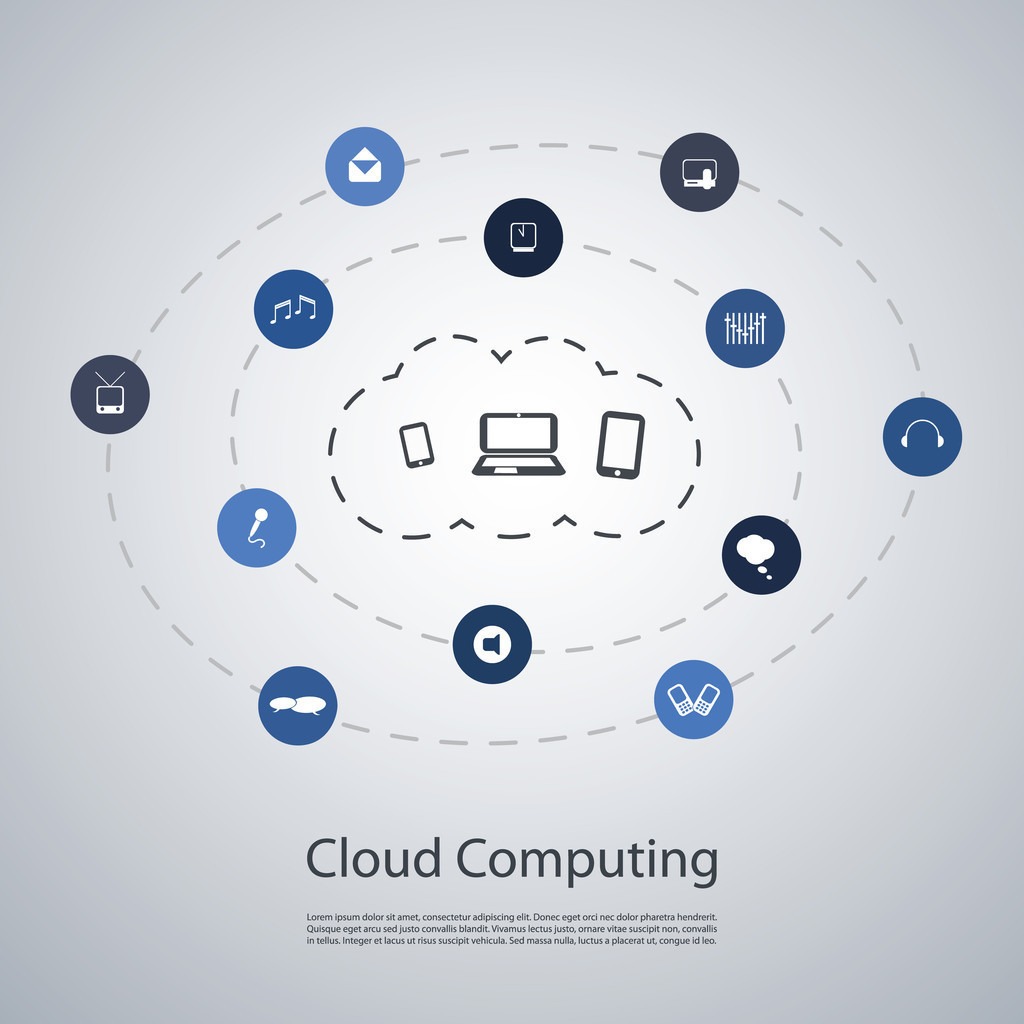 Cloud Computing
Lorem ipsum dolor sit amet, consectetur adipiscing elit. Donec eget orci nec dolor pharetra hendrerit.
Quisque eget arcu sed justo convallis blandit. Vivamus lectus justo, ornare vitae suscipit non, convallis
in tellus. Integer et lacus ut risus suscipit vehicula. Sed massa nulla, luctus a placerat ut, congue id leo.